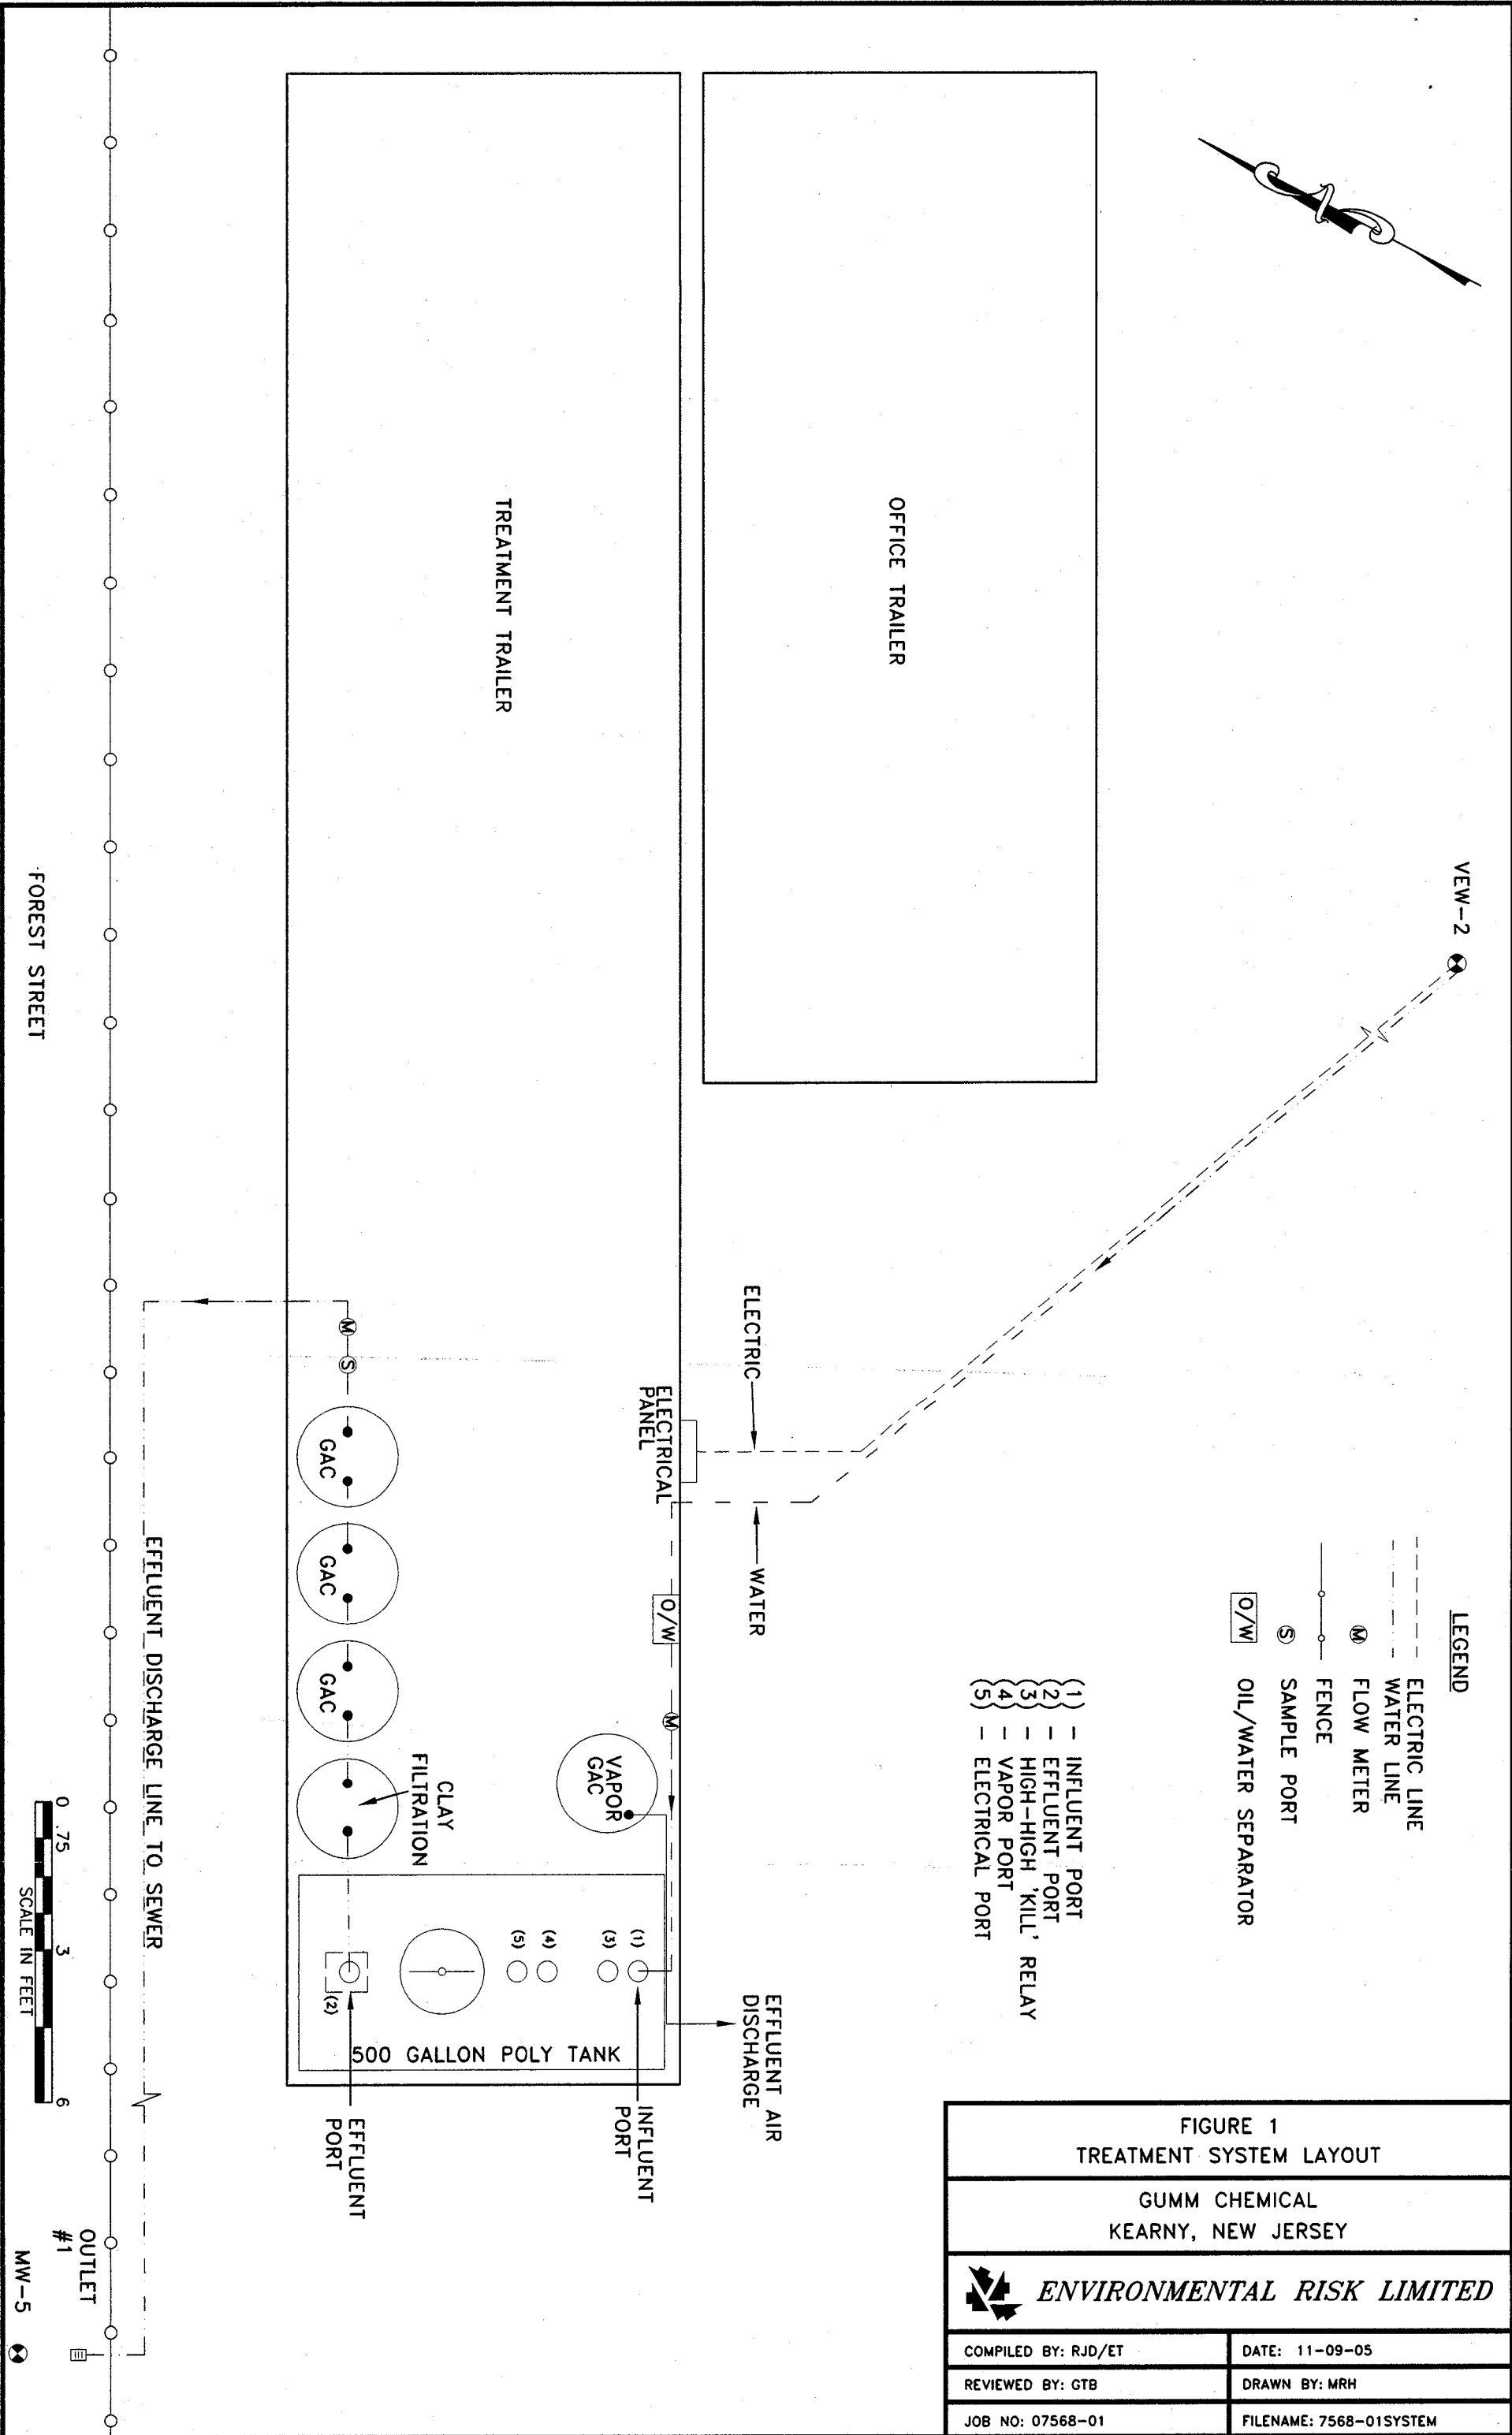 VEW-2
OFFICE TRAILER
TREATMENT TRAILER
FOREST STREET
LEGEND
ELECTRIC LINE
WATER LINE
M FLOW METER
FENCE
S SAMPLE PORT
O/W OIL/WATER SEPARATOR
(1) - INFLUENT PORT
(2) - EFFLUENT PORT
(3) - HIGH-HIGH 'KILL' RELAY
(4) - VAPOR PORT
(5) - ELECTRICAL PORT
ELECTRIC
WATER
ELECTRICAL
PANEL
O/W
M
VAPOR
GAC
M
S
GAC
GAC
GAC
CLAY
FILTRATION
(1)
(3)
(4)
(5)
(2)
500 GALLON POLY TANK
EFFLUENT AIR
DISCHARGE
INFLUENT
PORT
EFFLUENT
PORT
EFFLUENT DISCHARGE LINE TO SEWER
0 .75 3 6
SCALE IN FEET
OUTLET
#1
MW-5
FIGURE 1
TREATMENT SYSTEM LAYOUT
GUMM CHEMICAL
KEARNY, NEW JERSEY
ENVIRONMENTAL RISK LIMITED
COMPILED BY: RJD/ET
DATE: 11-09-05
REVIEWED BY: GTB
DRAWN BY: MRH
JOB NO: 07568-01
FILENAME: 7568-01SYSTEM